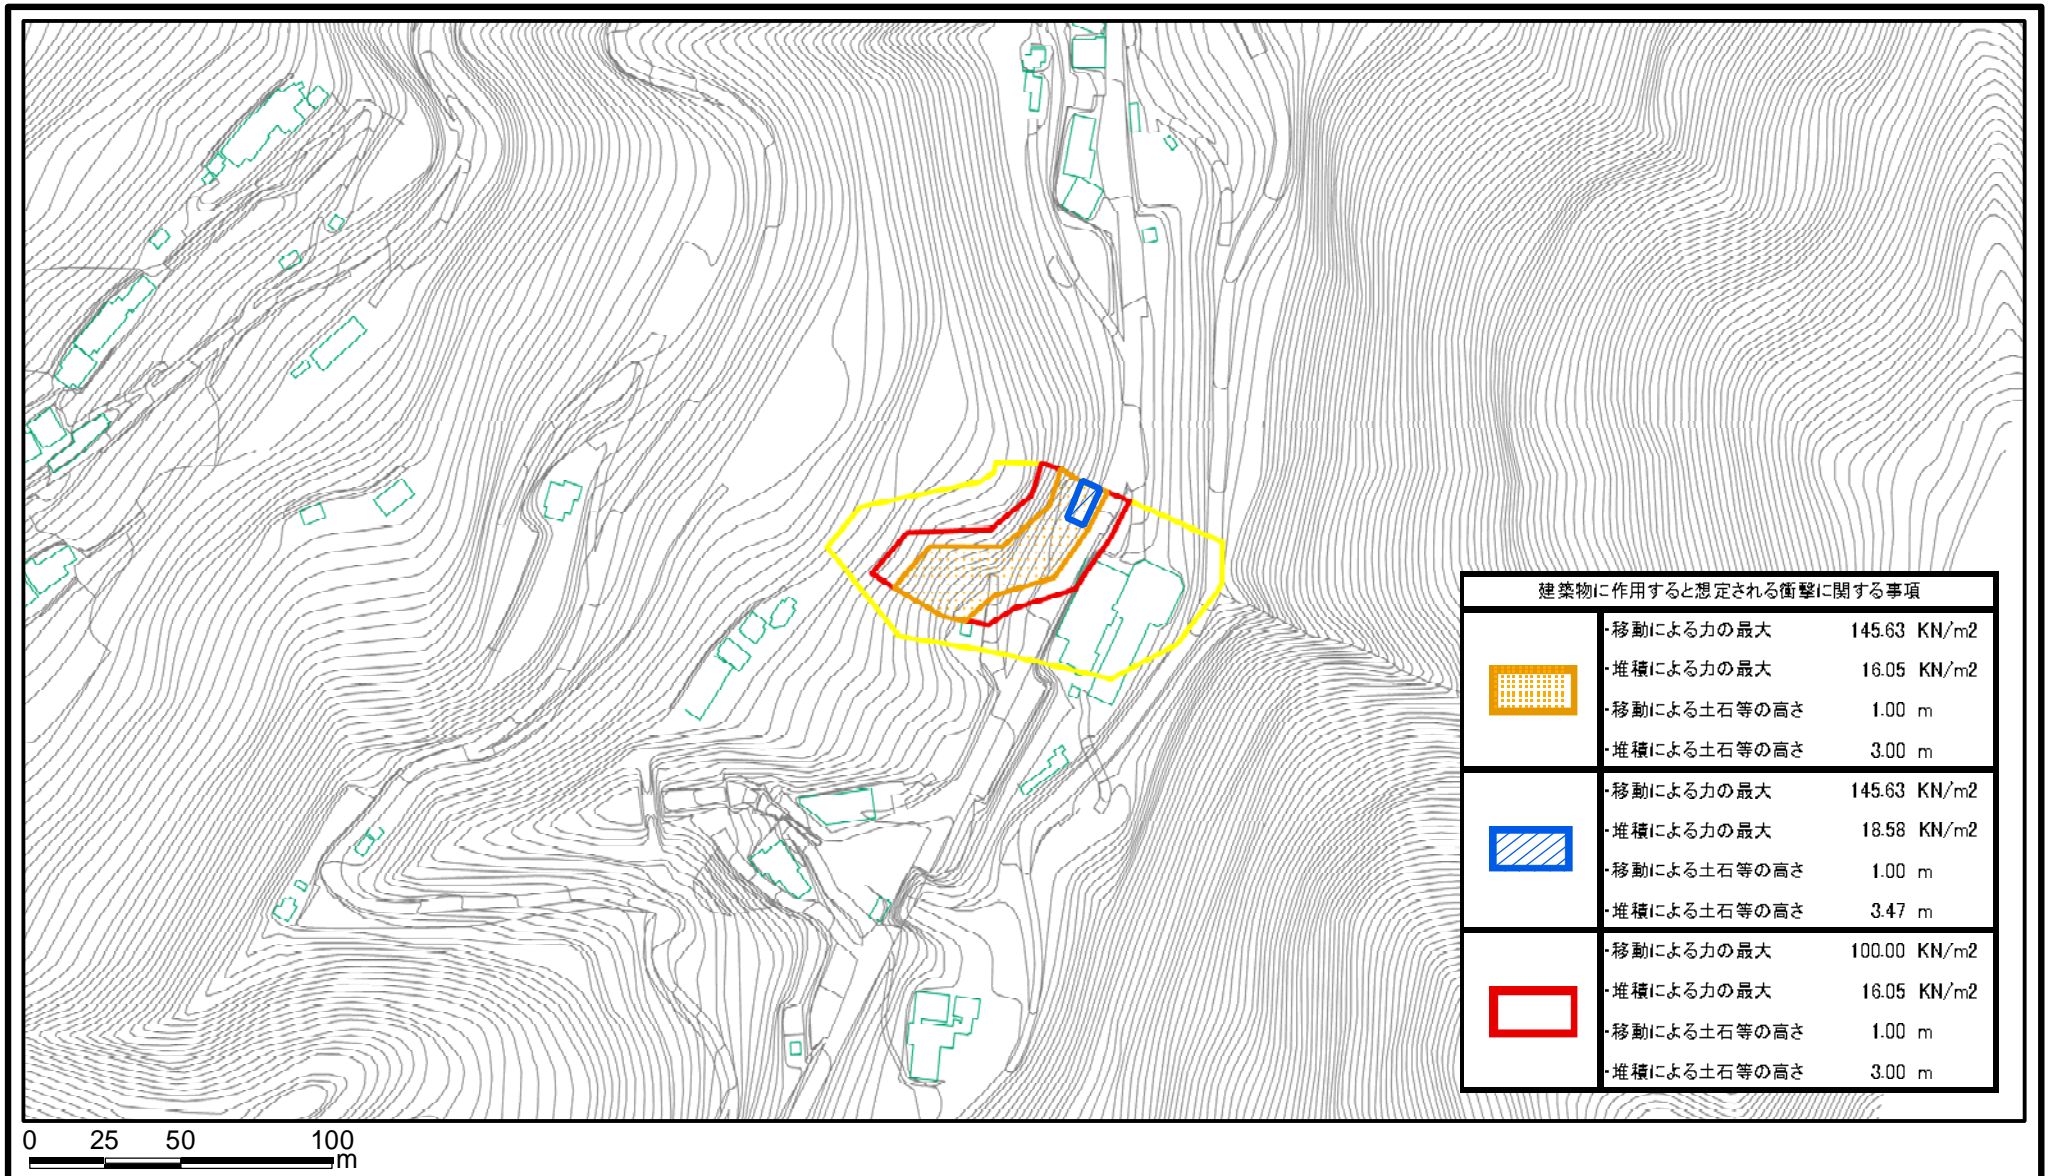 建築物に作用すると想定される衝撃に関する事項
・移動による力の最大 145.63 KN/m2
・堆積による力の最大 16.05 KN/m2
・移動による土石等の高さ 1.00 m
・堆積による土石等の高さ 3.00 m
・移動による力の最大 145.63 KN/m2
・堆積による力の最大 18.58 KN/m2
・移動による土石等の高さ 1.00 m
・堆積による土石等の高さ 3.47 m
・移動による力の最大 100.00 KN/m2
・堆積による力の最大 16.05 KN/m2
・移動による土石等の高さ 1.00 m
・堆積による土石等の高さ 3.00 m
0 25 50 100
m